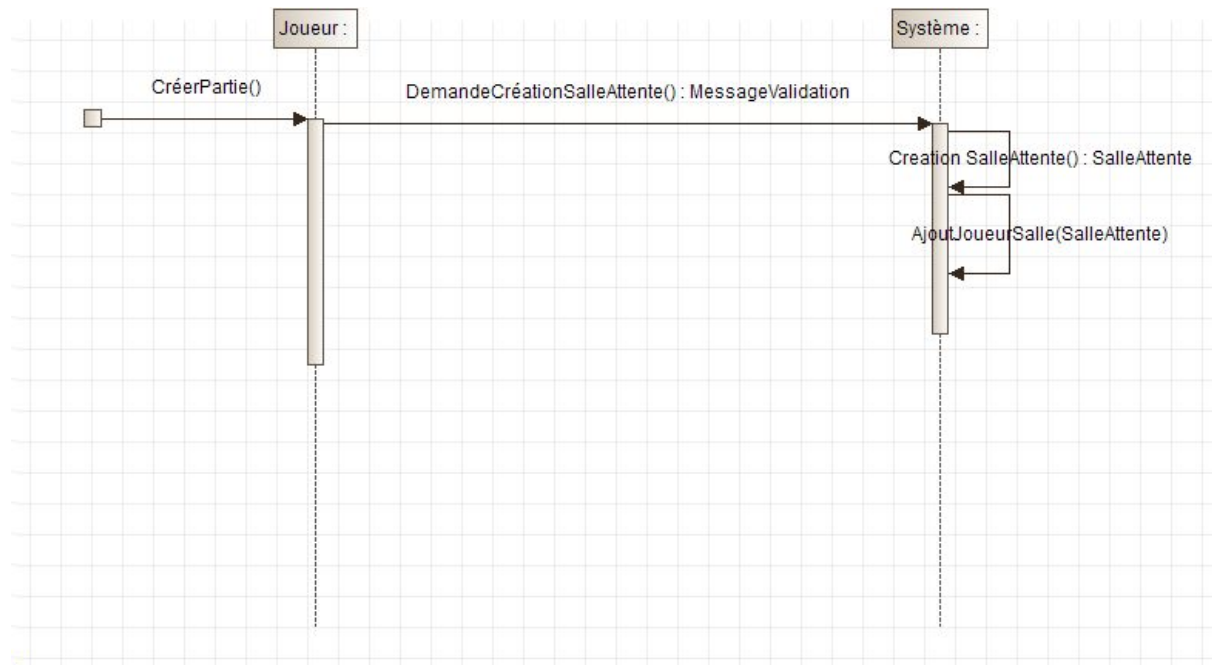 Joueur :
Système :
CréerPartie()
DemandeCréationSalleAttente() : MessageValidation
Creation SalleAttente() : SalleAttente
AjoutJoueurSalle(SalleAttente)